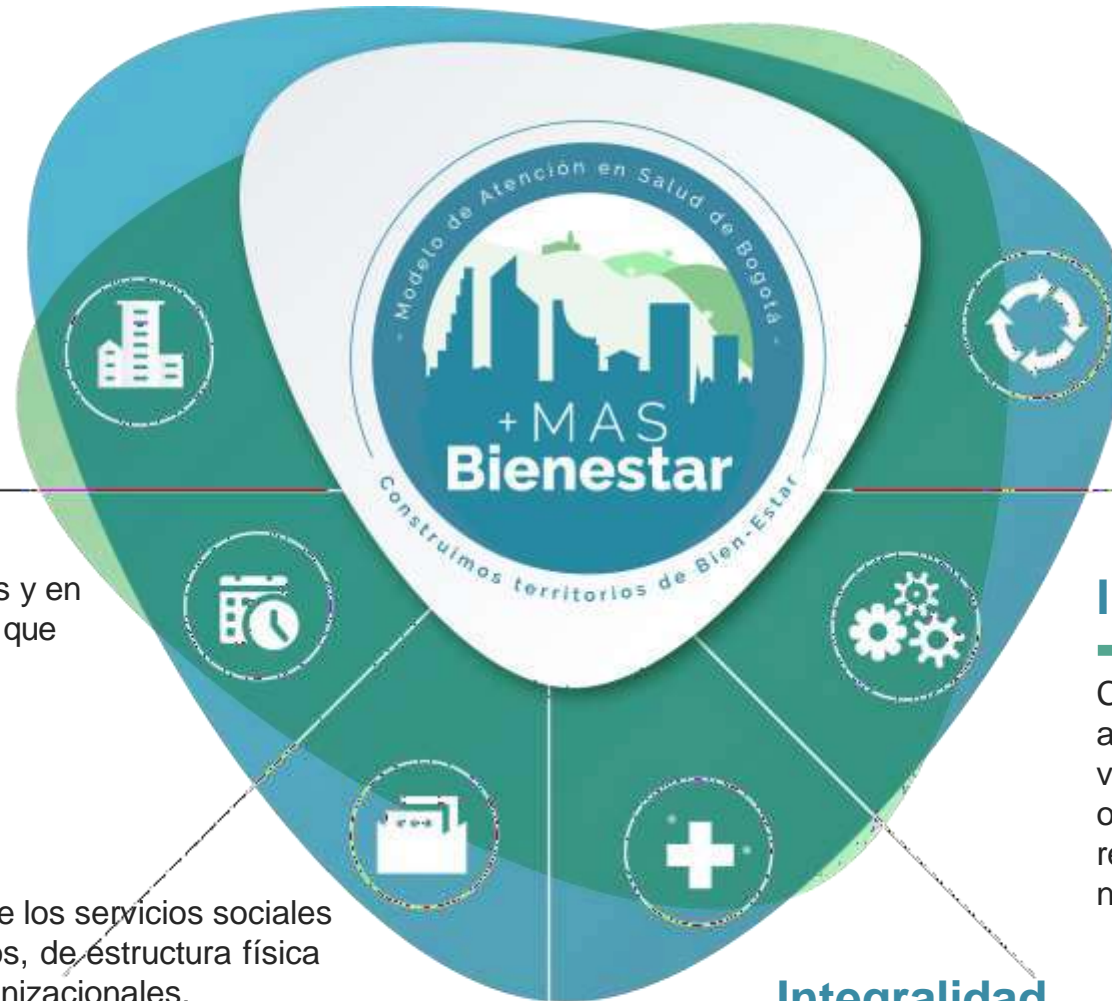 - Modelo de Atención en Salud de Bogotá -
+ MAS
Bienestar
Construimos territorios de Bien-Estar
s y en
que
e los servicios sociales
os, de estructura física
nizacionales.
I
C
a
v
o
re
n
Integralidad